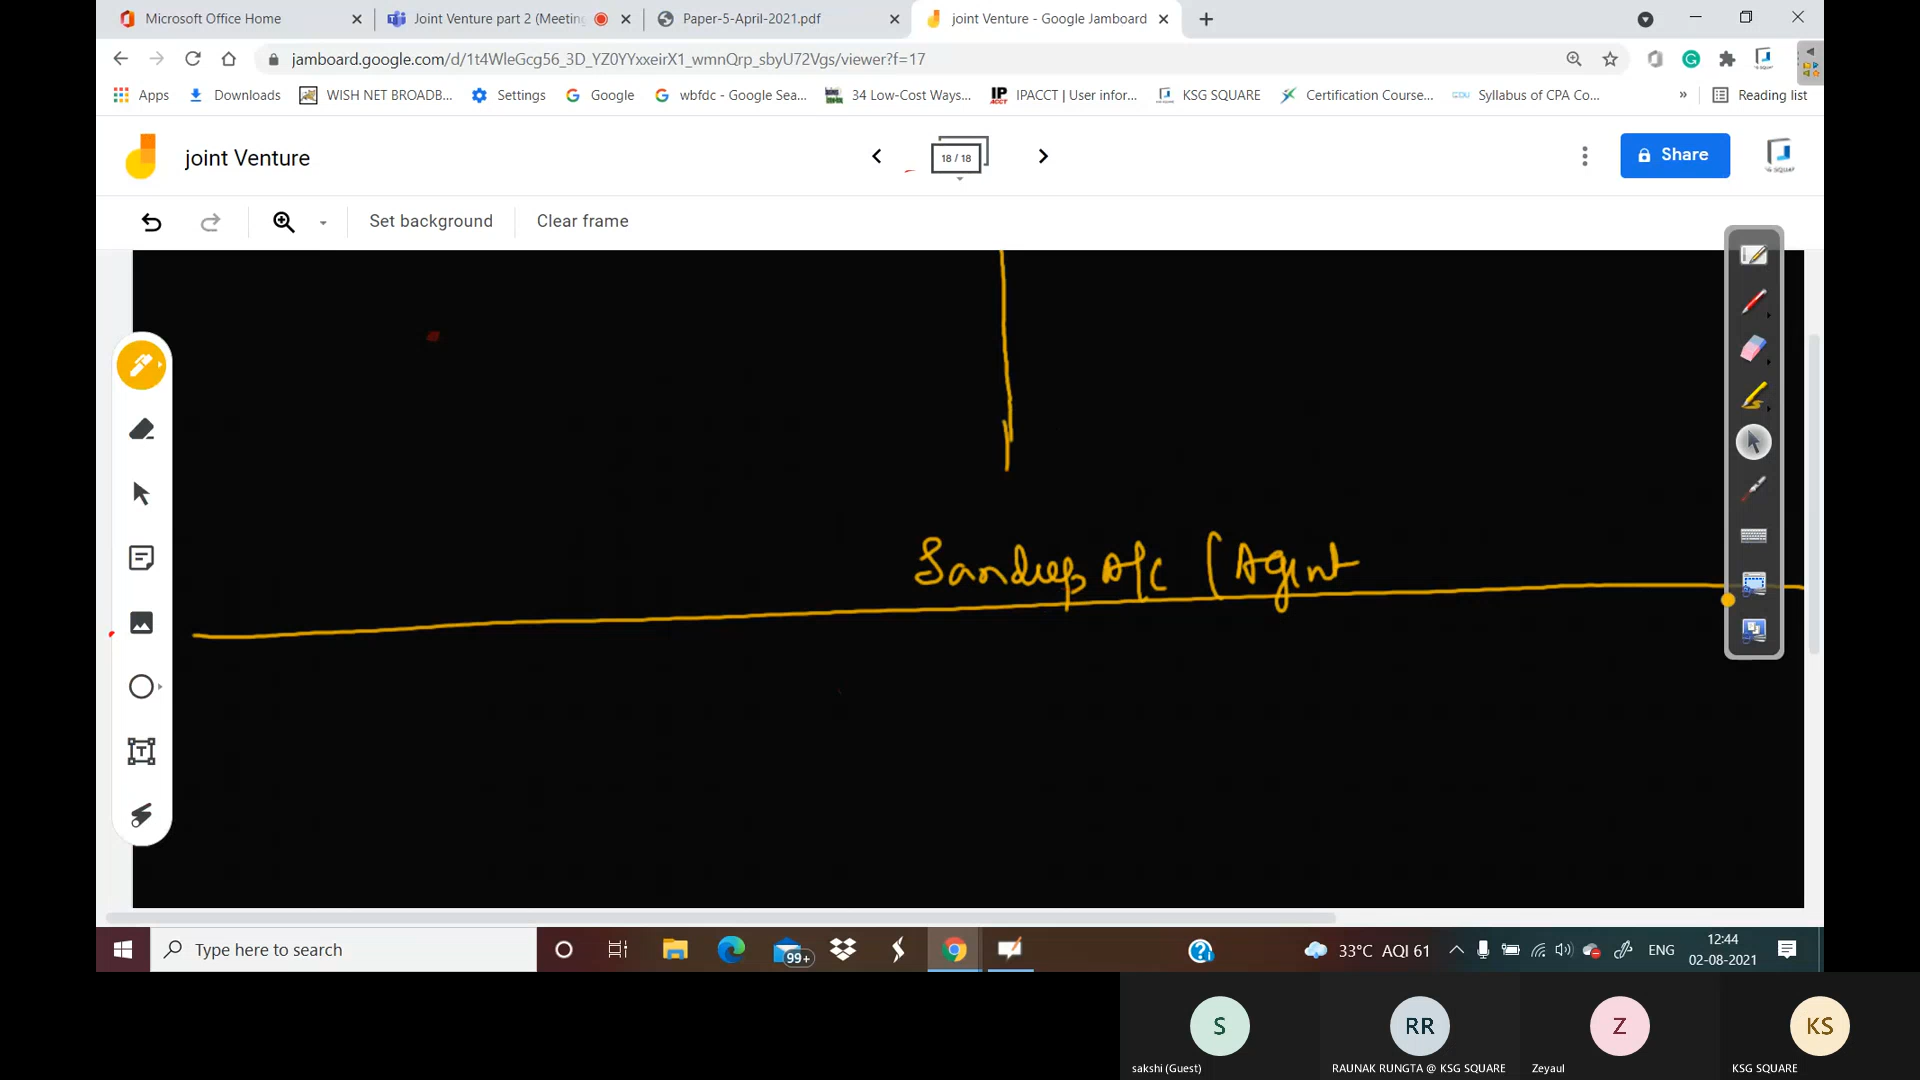 Microsoft Office Home
Joint Venture part 2 (Meetin
Paper-5-April-2021.pdf
joint Venture - Google Jamboard
jamboard.google.com/d/1t4WleGcg56_3D_YZ0YYxxeirX1_wmnQrp_sbyU72Vgs/viewer?f=17
Apps Downloads WISH NET BROADB... Settings Google wbfdc - Google Sea... 34 Low-Cost Ways... IPACCT | User infor... KSG SQUARE Certification Course... Syllabus of CPA Co... » Reading list
joint Venture
18 / 18
Share
Set background Clear frame
Sandeep A/c (Agent
Type here to search
99+
33°C AQI 61
ENG
12:44
02-08-2021
S RR Z KS
sakshi (Guest) RAUNAK RUNGTA @ KSG SQUARE Zeyaul KSG SQUARE